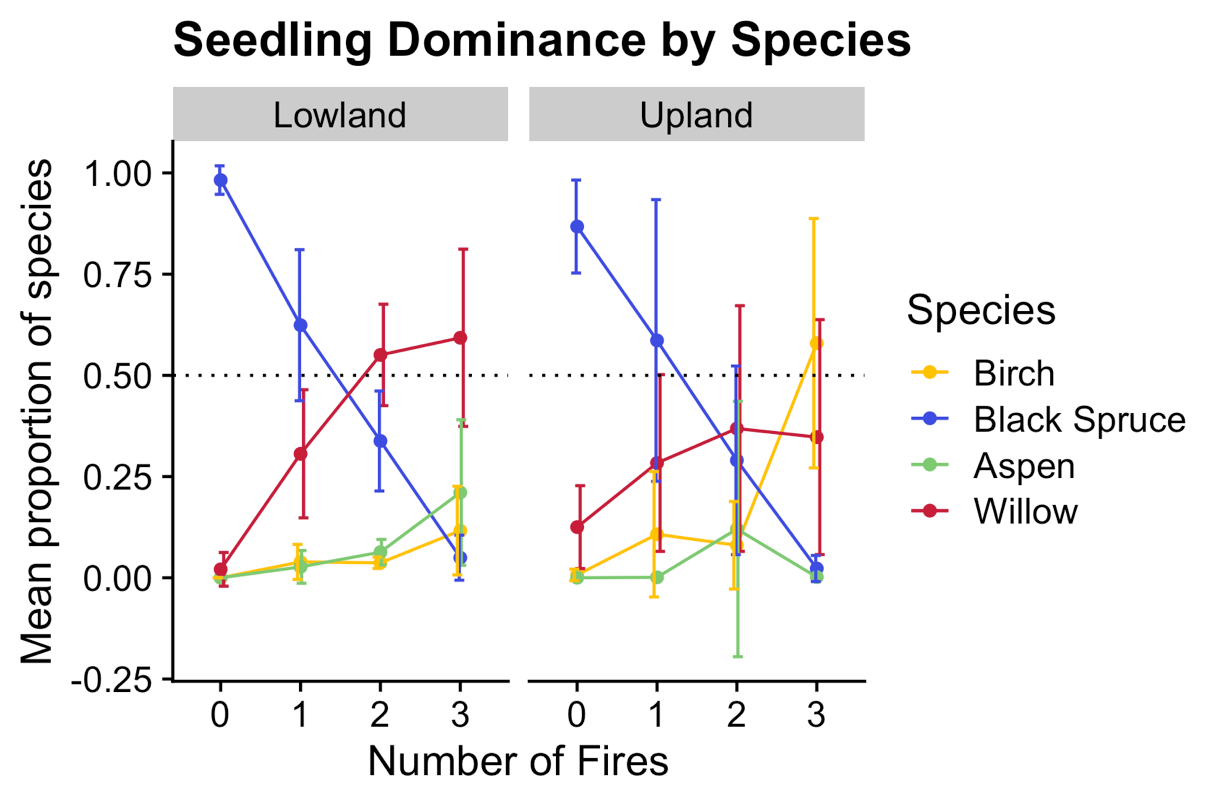 Seedling Dominance by Species
Lowland
Upland
Mean proportion of species
1.00
0.75
0.50
0.25
0.00
-0.25
0 1 2 3
0 1 2 3
Number of Fires
Species
Birch
Black Spruce
Aspen
Willow